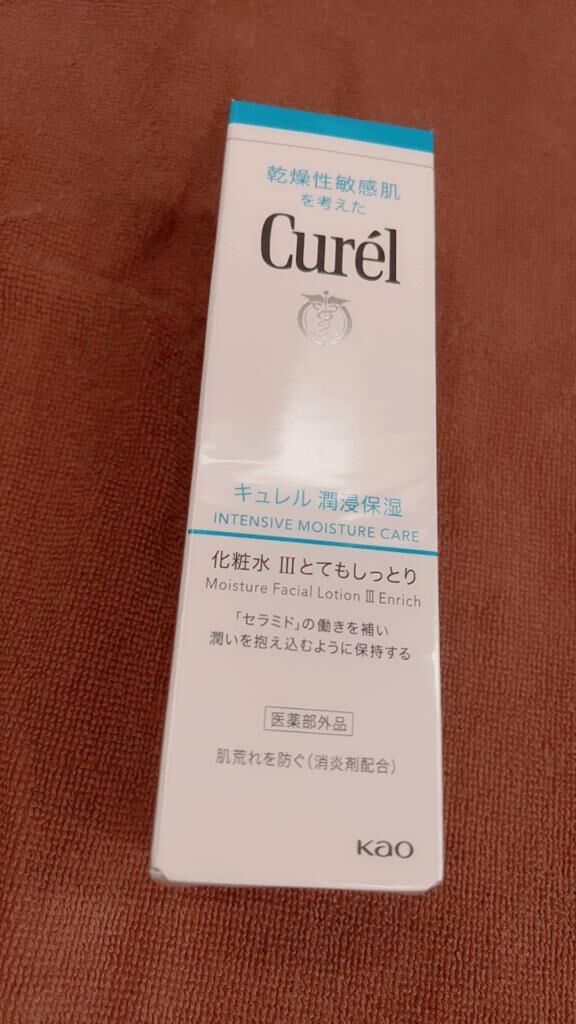 乾燥性敏感肌
を考えた
Curél
キュレル 潤浸保湿
INTENSIVE MOISTURE CARE
化粧水 Ⅲとてもしっとり
Moisture Facial Lotion Ⅲ Enrich
「セラミド」の働きを補い
潤いを抱え込むように保持する
医薬部外品
肌荒れを防ぐ（消炎剤配合）
Kao